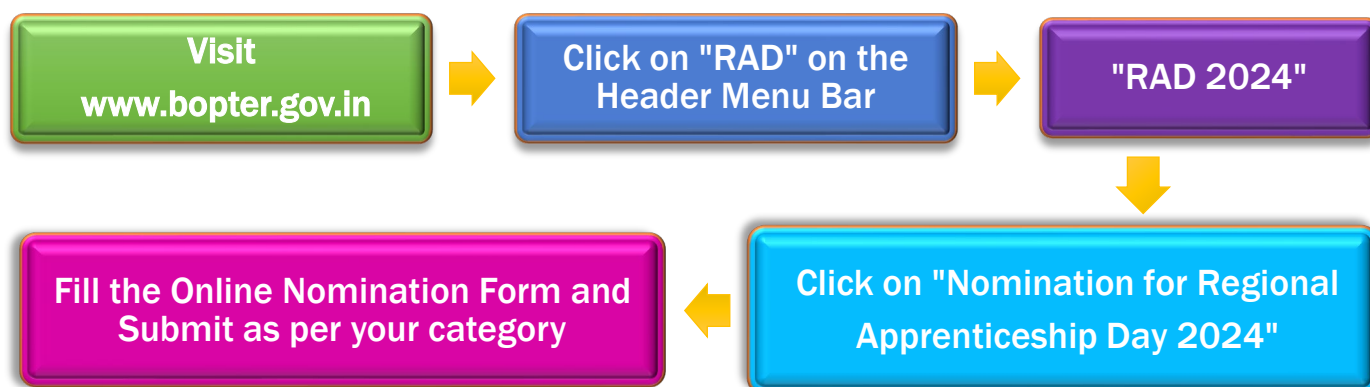 Visit
www.bopter.gov.in
Click on "RAD" on the
Header Menu Bar
"RAD 2024"
Click on "Nomination for Regional
Apprenticeship Day 2024"
Fill the Online Nomination Form and
Submit as per your category